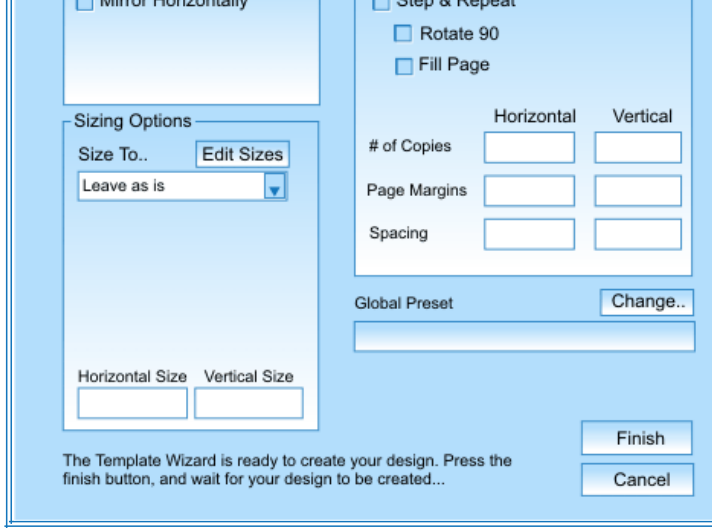 Mirror Horizontally
Sizing Options
Size To..
Edit Sizes
Leave as is
Horizontal Size
Vertical Size
Step & Repeat
Rotate 90
Fill Page
Horizontal
Vertical
# of Copies
Page Margins
Spacing
Global Preset
Change..
The Template Wizard is ready to create your design. Press the
finish button, and wait for your design to be created...
Finish
Cancel